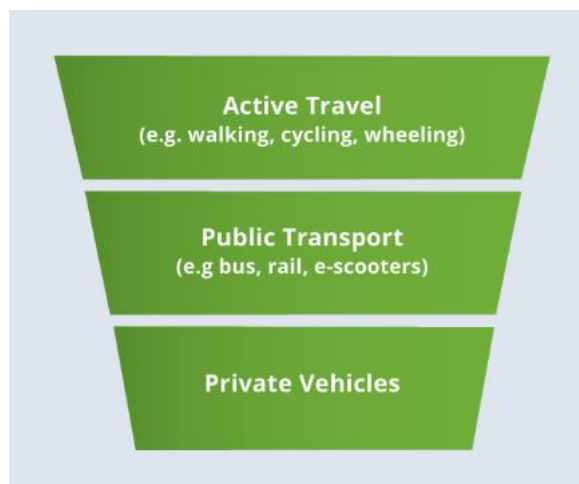 Active Travel
(e.g. walking, cycling, wheeling)
Public Transport
(e.g bus, rail, e-scooters)
Private Vehicles